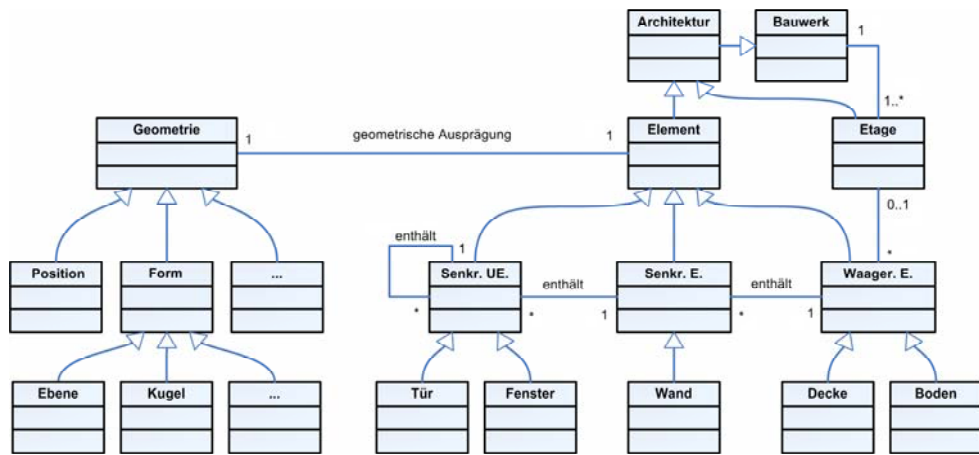 Architektur
Bauwerk
1
1..*
Geometrie
1
geometrische Ausprägung
1
Element
Etage
0..1
enthält
1
*
Position
Form
...
Senkr. UE.
enthält
Senkr. E.
enthält
Waager. E.
*
*
1
*
1
Ebene
Kugel
...
Tür
Fenster
Wand
Decke
Boden